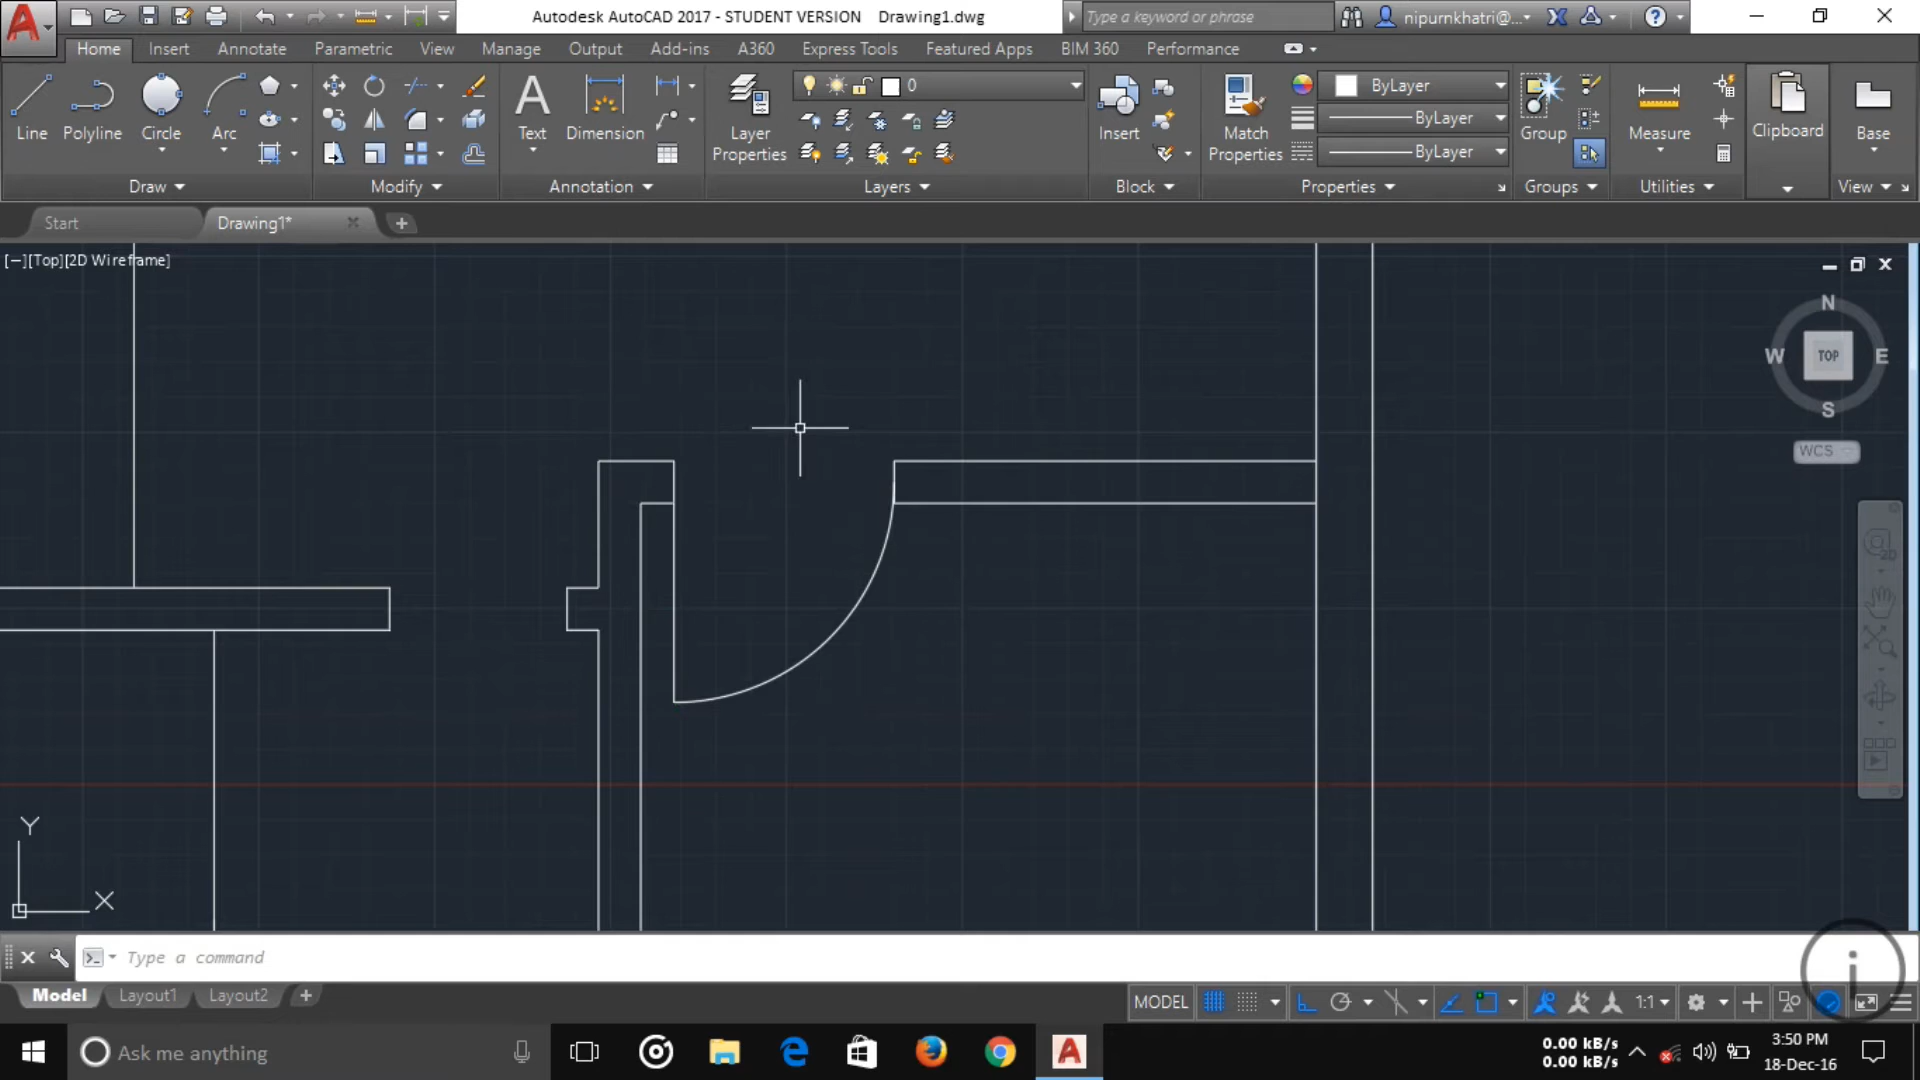 Autodesk AutoCAD 2017 - STUDENT VERSION Drawing1.dwg
Type a keyword or phrase
nipurnkhatri@...
Home Insert Annotate Parametric View Manage Output Add-ins A360 Express Tools Featured Apps BIM 360 Performance
Line Polyline Circle Arc
Text Dimension
Layer Properties
0
Insert
Match Properties
ByLayer
ByLayer
ByLayer
Group
Measure
Clipboard
Base
Draw Modify Annotation Layers Block Properties Groups Utilities View
Start Drawing1*
[−][Top][2D Wireframe]
N
W TOP E
S
WCS
Y
X
Type a command
Model Layout1 Layout2
MODEL
1:1
i
Ask me anything
0.00 kB/s
0.00 kB/s
3:50 PM
18-Dec-16